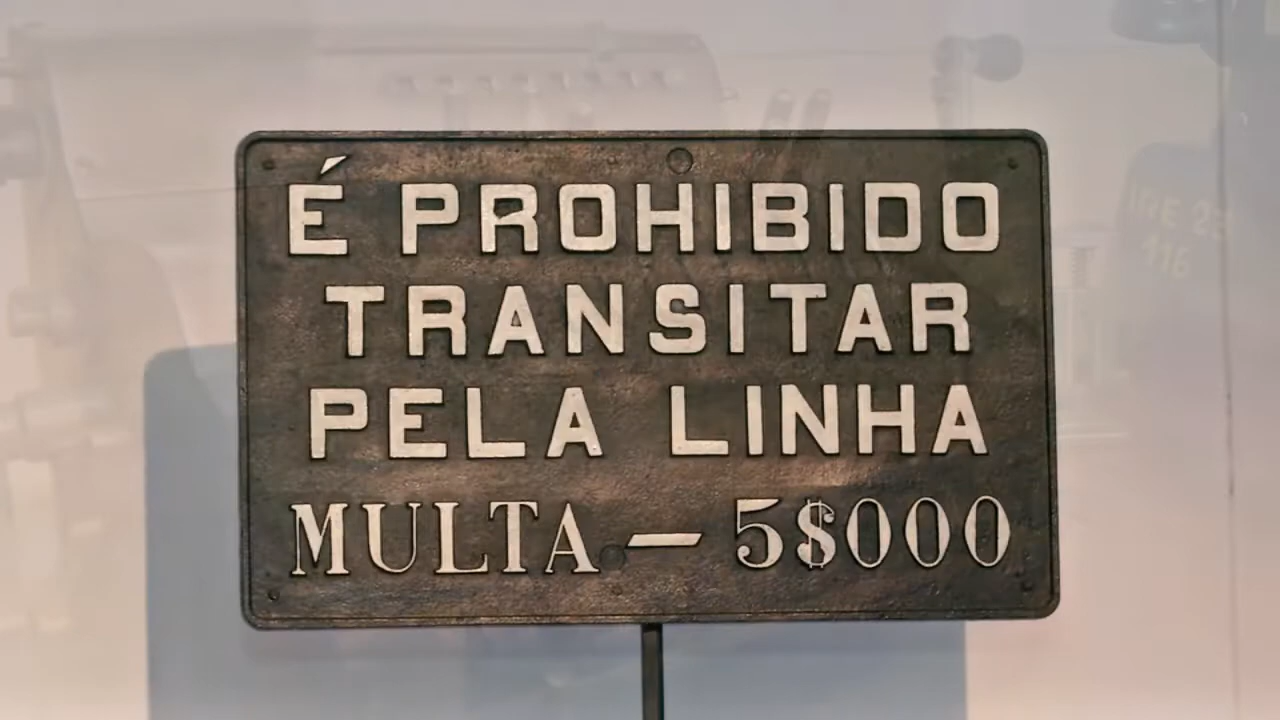 É PROHIBIDO
TRANSITAR
PELA LINHA
MULTA — 5$000